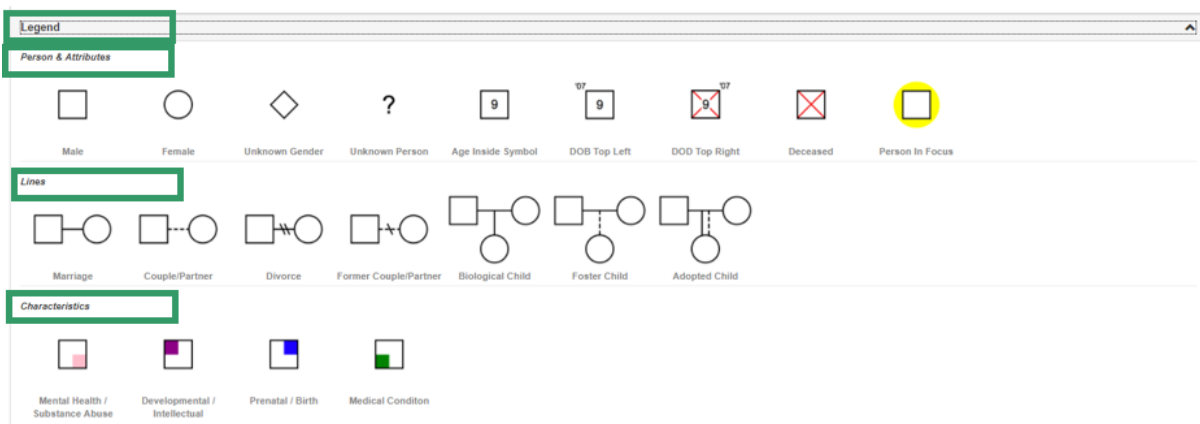 Legend
Person & Attributes
?
9
'07
9
'07
9
Male
Female
Unknown Gender
Unknown Person
Age Inside Symbol
DOB Top Left
DOD Top Right
Deceased
Person In Focus
Lines
Marriage
Couple/Partner
Divorce
Former Couple/Partner
Biological Child
Foster Child
Adopted Child
Characteristics
Mental Health /
Substance Abuse
Developmental /
Intellectual
Prenatal / Birth
Medical Conditon